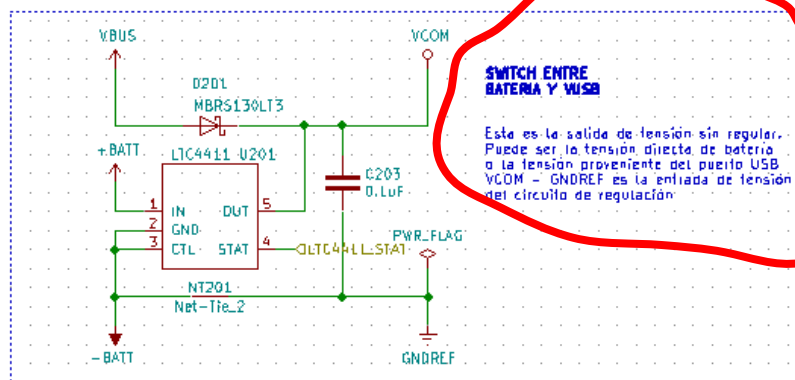 VBUS
VCOM
D201
MBRS130LT3
+BATT
LTC4411 U201
1 IN
2 GND
3 CTL
OUT 5
STAT 4
LTC4411_STAT
C203
0.1uF
PWR_FLAG
NT201
Net-Tie_2
-BATT
GNDREF
SWITCH ENTRE
BATERIA Y VUSB
Esta es la salida de tensión sin regular.
Puede ser la tensión directa de batería
o la tensión proveniente del puerto USB
VCOM - GNDREF es la entrada de tensión
del circuito de regulación